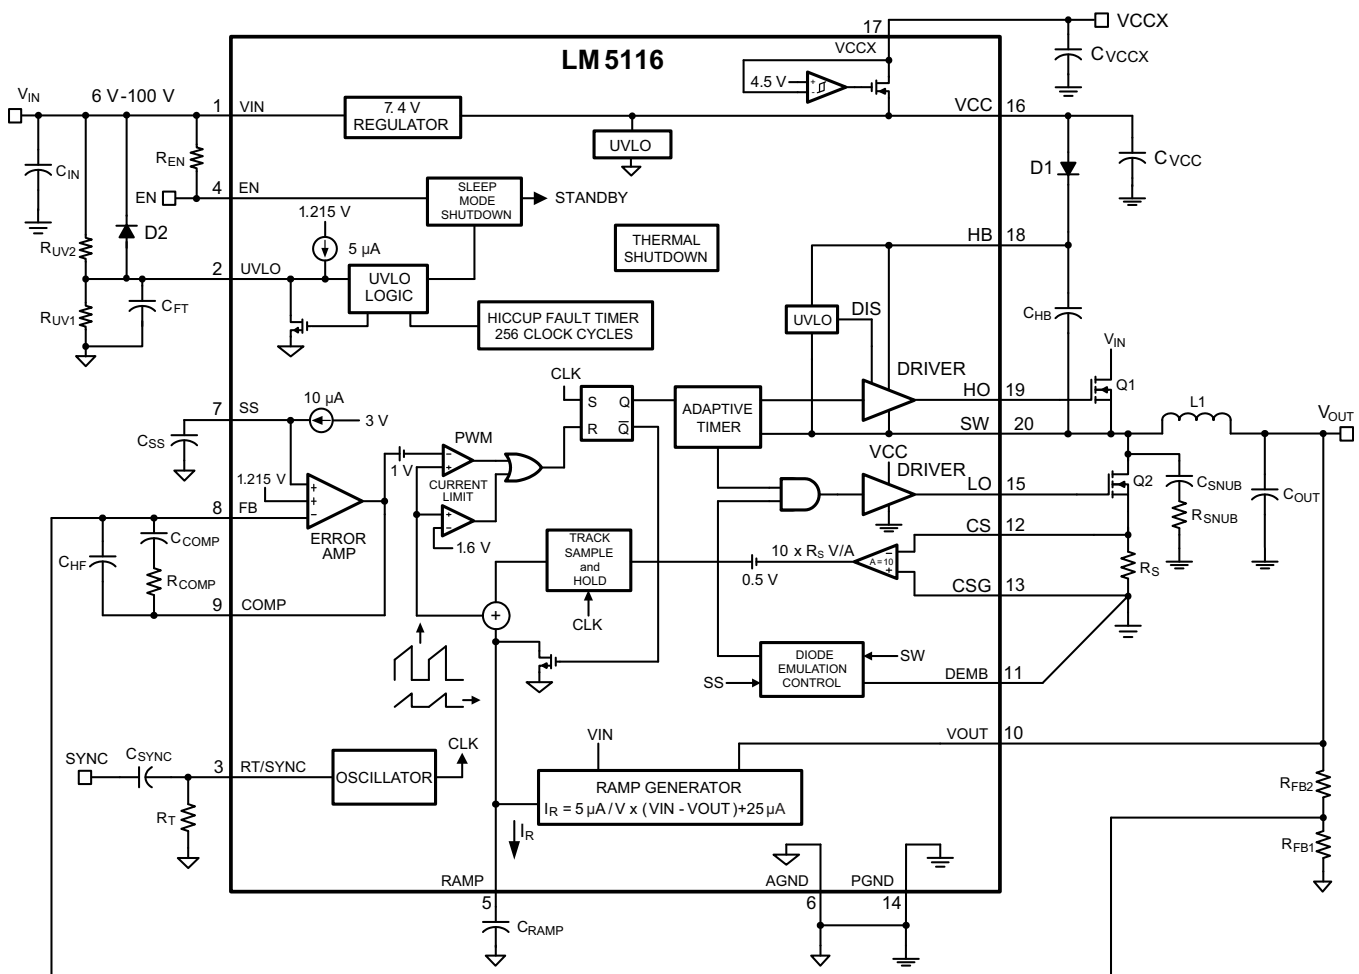 VCCX
17
VCCX
CVCCX
LM5116
4.5 V
VIN
6 V-100 V
1
VIN
7.4 V
REGULATOR
VCC
16
REN
CIN
UVLO
D1
CVCC
EN
4
EN
SLEEP
MODE
SHUTDOWN
STANDBY
1.215 V
D2
5 µA
THERMAL
SHUTDOWN
HB
18
RUV2
2
UVLO
UVLO
LOGIC
CFT
RUV1
HICCUP FAULT TIMER
256 CLOCK CYCLES
UVLO
DIS
CHB
VIN
CLK
DRIVER
Q1
10 µA
7
SS
3 V
S
Q
R
Q
ADAPTIVE
TIMER
HO
19
L1
VOUT
SW
20
CSS
PWM
1 V
CURRENT
LIMIT
VCC
DRIVER
Q2
CSNUB
COUT
1.215 V
LO
15
RSNUB
8
FB
ERROR
AMP
1.6 V
CS
12
CCOMP
CHF
RCOMP
TRACK
SAMPLE
and
HOLD
10 x RS V/A
0.5 V
A=10
RS
CSG
13
9
COMP
+
CLK
DIODE
EMULATION
CONTROL
SW
SS
DEMB
11
VIN
VOUT
10
SYNC
CSYNC
3
RT/SYNC
OSCILLATOR
CLK
RAMP GENERATOR
IR = 5 µA / V x (VIN - VOUT)+25 µA
RFB2
RT
IR
RFB1
RAMP
5
AGND
6
PGND
14
CRAMP